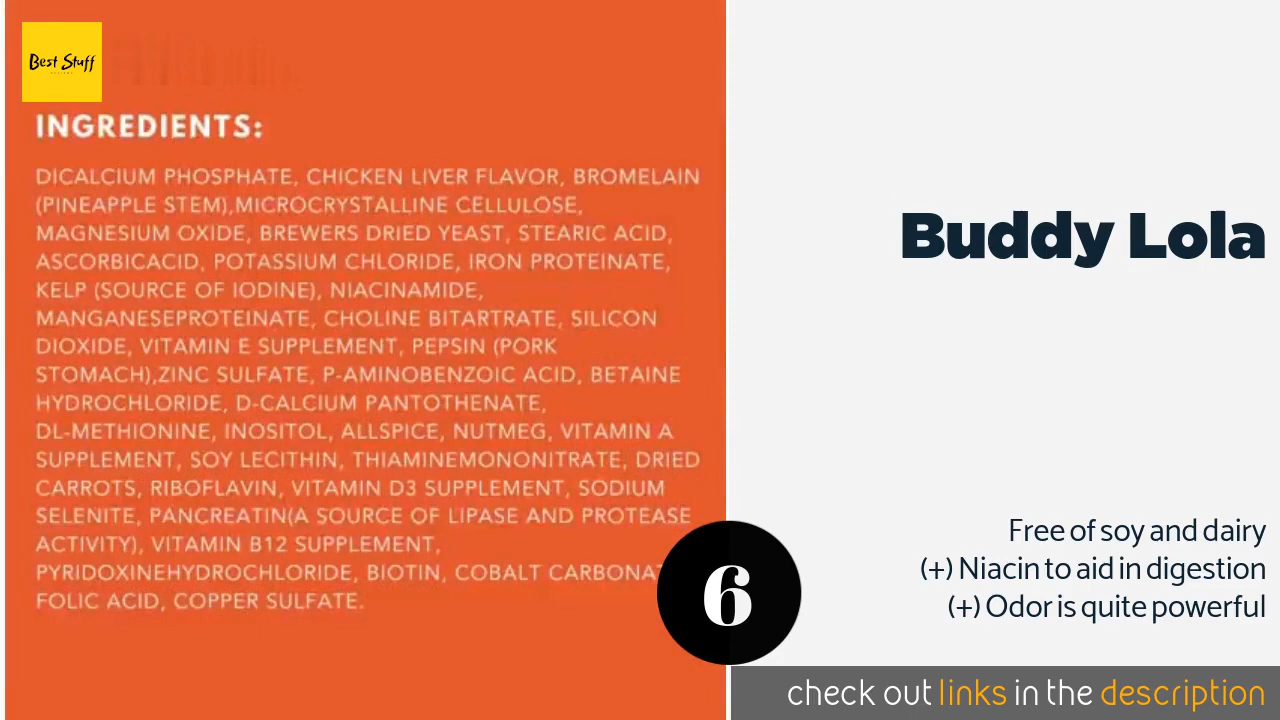 Best Stuff
INGREDIENTS:
DICALCIUM PHOSPHATE, CHICKEN LIVER FLAVOR, BROMELAIN
(PINEAPPLE STEM),MICROCRYSTALLINE CELLULOSE,
MAGNESIUM OXIDE, BREWERS DRIED YEAST, STEARIC ACID,
ASCORBICACID, POTASSIUM CHLORIDE, IRON PROTEINATE,
KELP (SOURCE OF IODINE), NIACINAMIDE,
MANGANESEPROTEINATE, CHOLINE BITARTRATE, SILICON
DIOXIDE, VITAMIN E SUPPLEMENT, PEPSIN (PORK
STOMACH),ZINC SULFATE, P-AMINOBENZOIC ACID, BETAINE
HYDROCHLORIDE, D-CALCIUM PANTOTHENATE,
DL-METHIONINE, INOSITOL, ALLSPICE, NUTMEG, VITAMIN A
SUPPLEMENT, SOY LECITHIN, THIAMINEMONONITRATE, DRIED
CARROTS, RIBOFLAVIN, VITAMIN D3 SUPPLEMENT, SODIUM
SELENITE, PANCREATIN(A SOURCE OF LIPASE AND PROTEASE
ACTIVITY), VITAMIN B12 SUPPLEMENT,
PYRIDOXINEHYDROCHLORIDE, BIOTIN, COBALT CARBONAT
FOLIC ACID, COPPER SULFATE.
Buddy Lola
6
Free of soy and dairy
(+) Niacin to aid in digestion
(+) Odor is quite powerful
check out links in the description